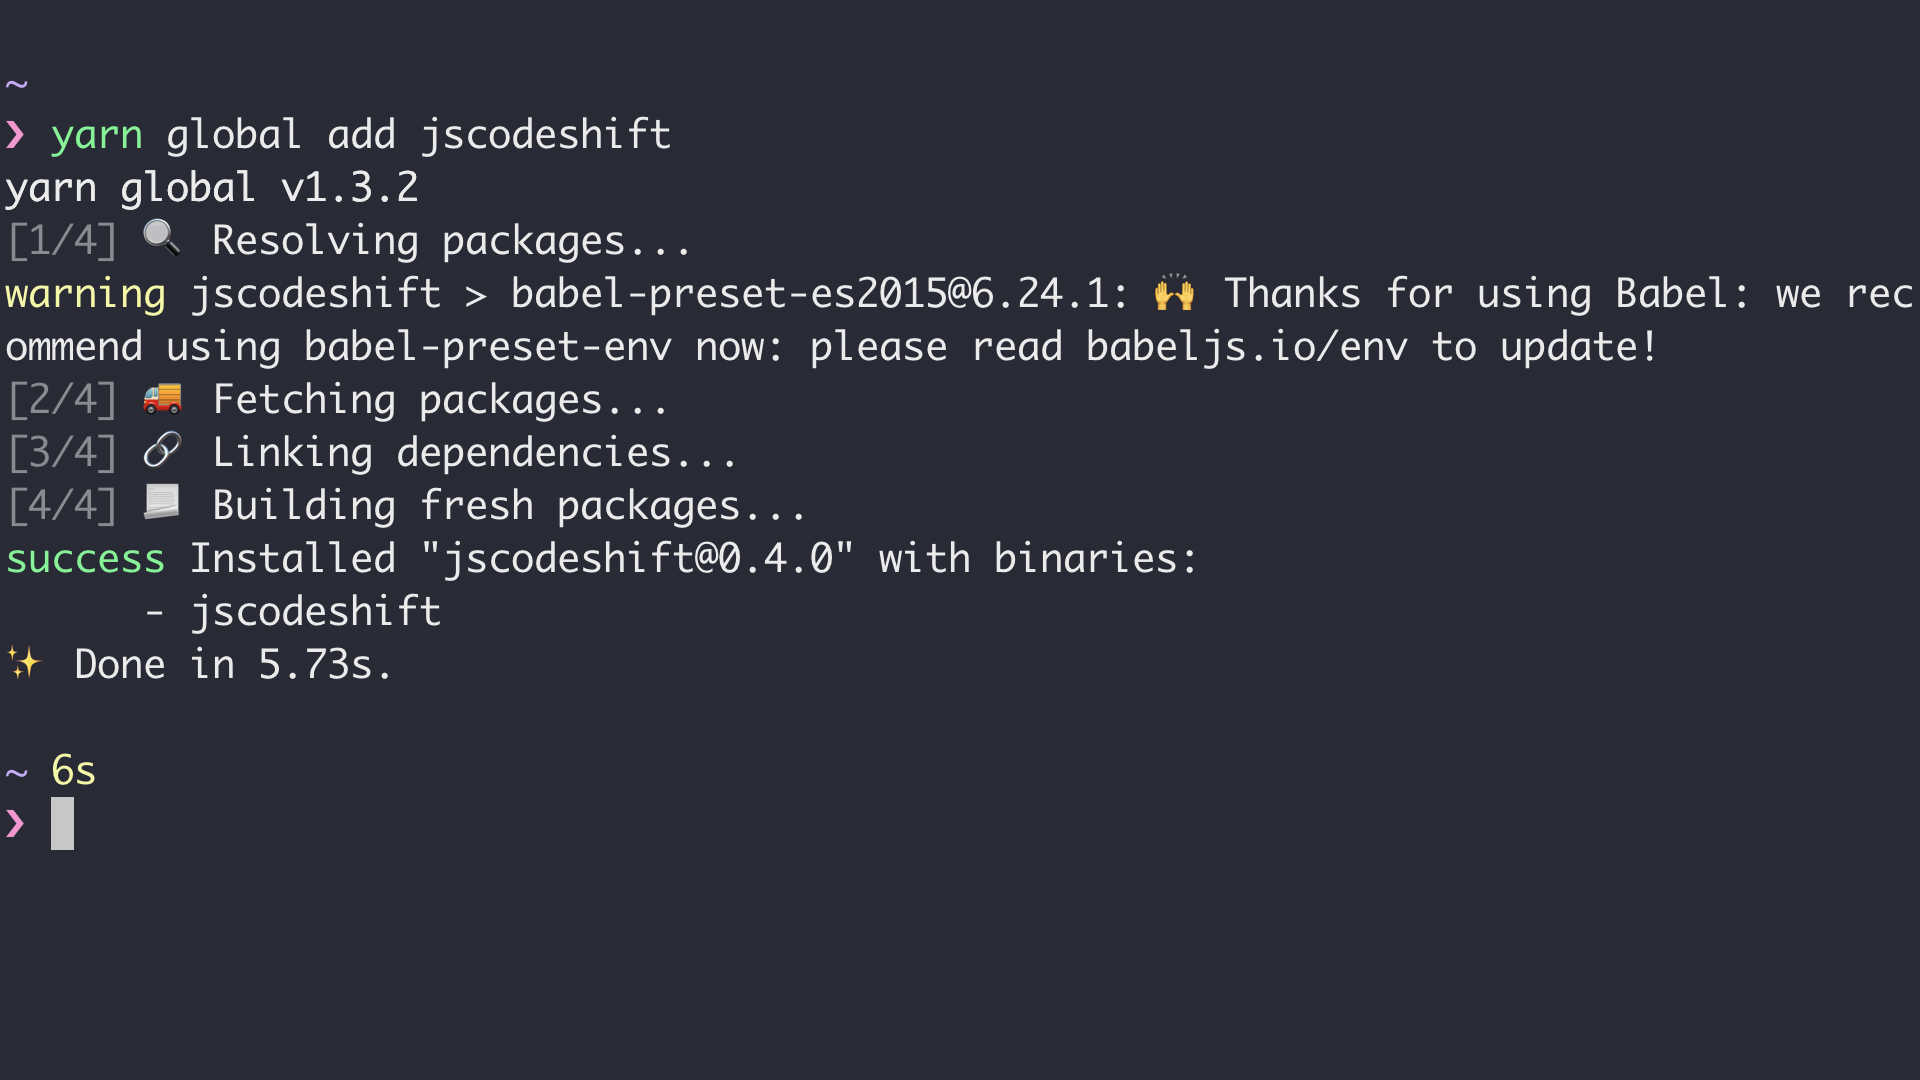 ~
❯ yarn global add jscodeshift
yarn global v1.3.2
[1/4] 🔍 Resolving packages...
warning jscodeshift > babel-preset-es2015@6.24.1: 🙌 Thanks for using Babel: we rec
ommend using babel-preset-env now: please read babeljs.io/env to update!
[2/4] 🚚 Fetching packages...
[3/4] 🔗 Linking dependencies...
[4/4] 📃 Building fresh packages...
success Installed "jscodeshift@0.4.0" with binaries:
      - jscodeshift
✨ Done in 5.73s.
~ 6s
❯